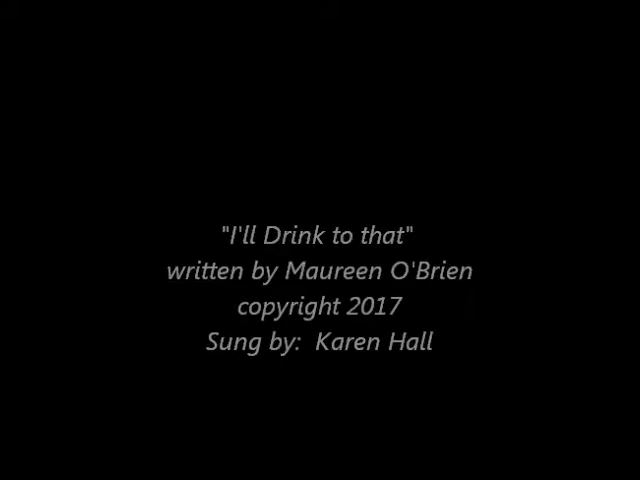 "I'll Drink to that"
written by Maureen O'Brien
copyright 2017
Sung by:  Karen Hall